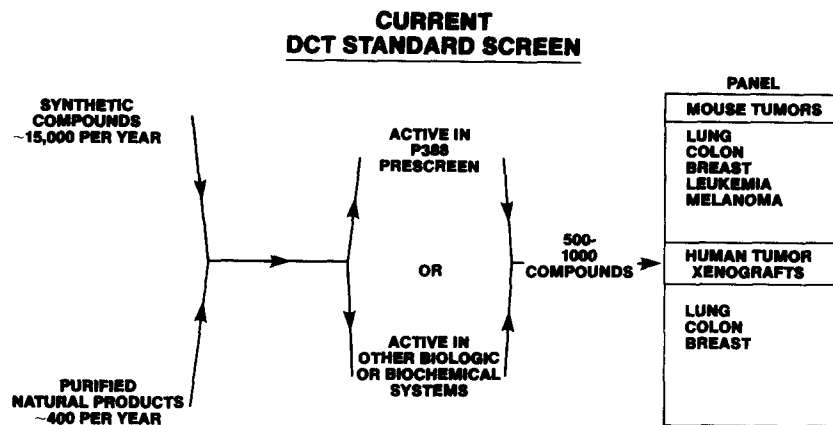 CURRENT
DCT STANDARD SCREEN
SYNTHETIC
COMPOUNDS
~15,000 PER YEAR
PURIFIED
NATURAL PRODUCTS
~400 PER YEAR
ACTIVE IN
P388
PRESCREEN
OR
ACTIVE IN
OTHER BIOLOGIC
OR BIOCHEMICAL
SYSTEMS
500-
1000
COMPOUNDS
PANEL
MOUSE TUMORS
LUNG
COLON
BREAST
LEUKEMIA
MELANOMA
HUMAN TUMOR
XENOGRAFTS
LUNG
COLON
BREAST